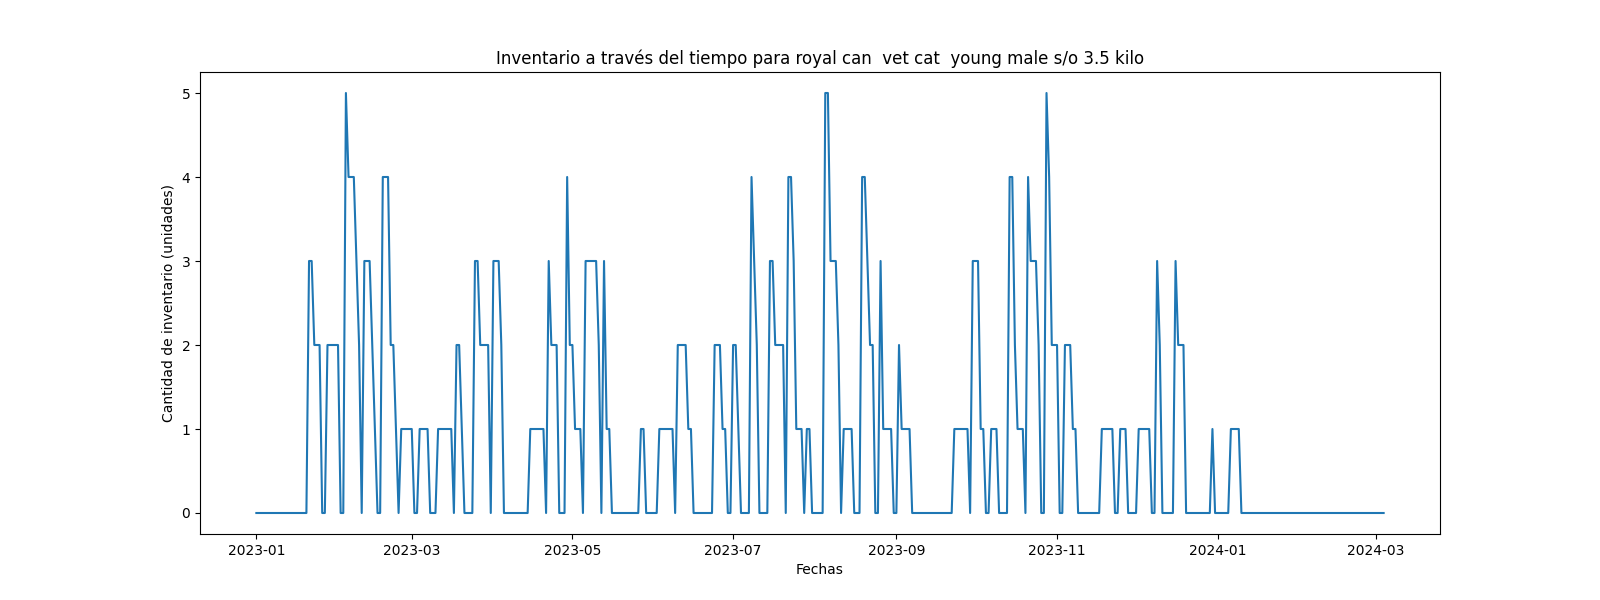 Inventario a través del tiempo para royal can  vet cat  young male s/o 3.5 kilo
Cantidad de inventario (unidades)
5
4
3
2
1
0
2023-01 2023-03 2023-05 2023-07 2023-09 2023-11 2024-01 2024-03
Fechas